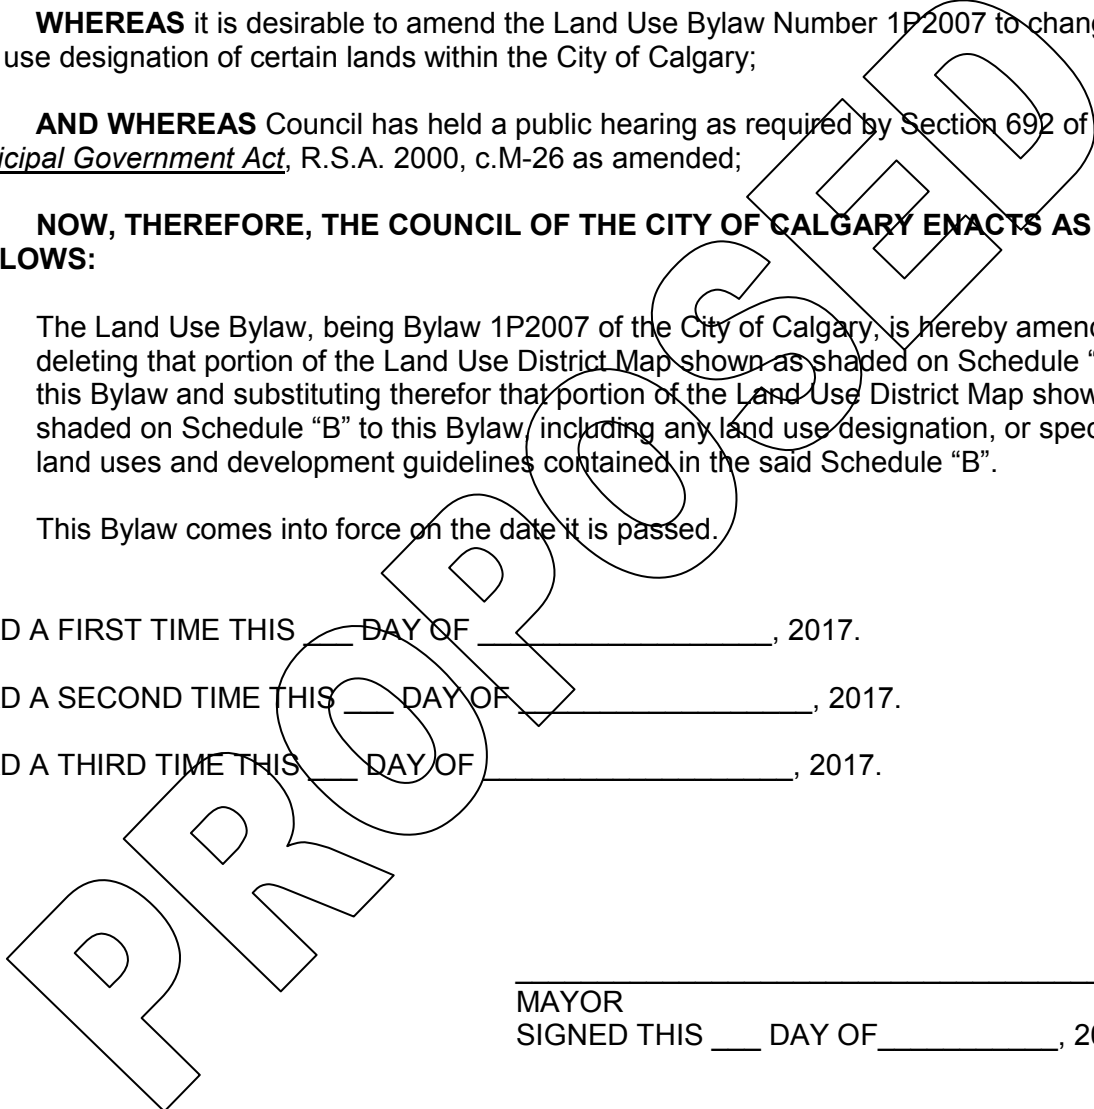 WHEREAS it is desirable to amend the Land Use Bylaw Number 1P2007 to chang
use designation of certain lands within the City of Calgary;
AND WHEREAS Council has held a public hearing as required by Section 692 of
icipal Government Act, R.S.A. 2000, c.M-26 as amended;
NOW, THEREFORE, THE COUNCIL OF THE CITY OF CALGARY ENACTS AS
LOWS:
The Land Use Bylaw, being Bylaw 1P2007 of the City of Calgary, is hereby amend
deleting that portion of the Land Use District Map shown as shaded on Schedule “
this Bylaw and substituting therefor that portion of the Land Use District Map show
shaded on Schedule “B” to this Bylaw, including any land use designation, or spec
land uses and development guidelines contained in the said Schedule “B”.
This Bylaw comes into force on the date it is passed.
D A FIRST TIME THIS ___ DAY OF __________________, 2017.
D A SECOND TIME THIS ___ DAY OF __________________, 2017.
D A THIRD TIME THIS ___ DAY OF ___________________, 2017.
MAYOR
SIGNED THIS ___ DAY OF___________, 20
PROPOSED